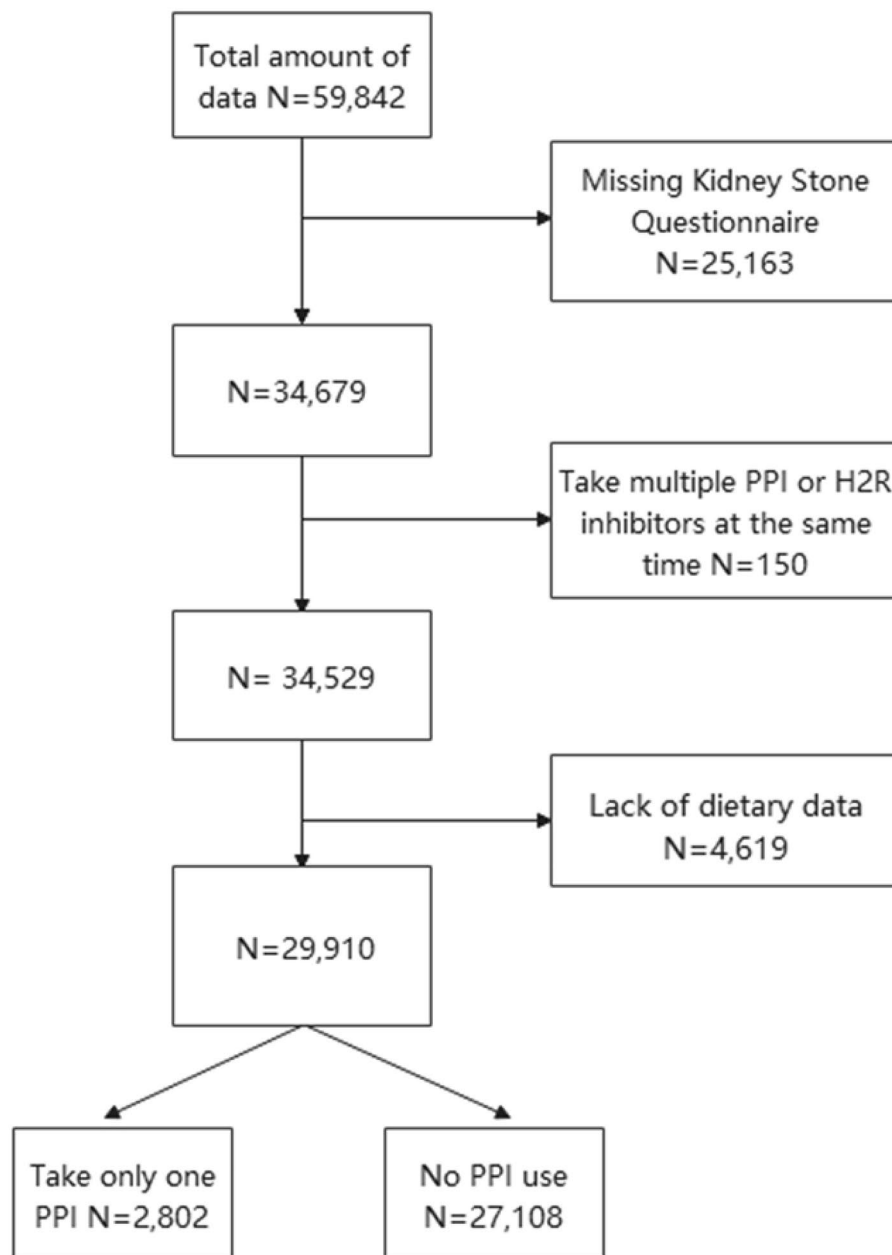 Total amount of
data N=59,842
Missing Kidney Stone
Questionnaire
N=25,163
N=34,679
Take multiple PPI or H2R
inhibitors at the same
time N=150
N= 34,529
Lack of dietary data
N=4,619
N=29,910
Take only one
PPI N=2,802
No PPI use
N=27,108